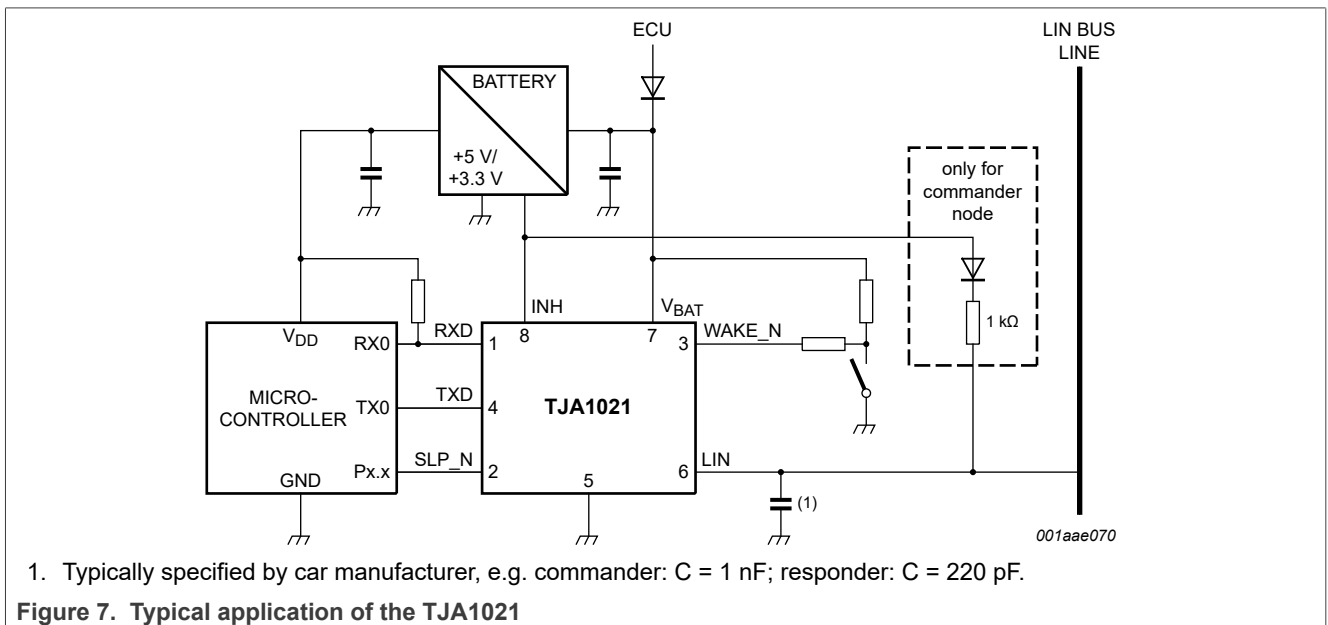 ECU
LIN BUS
LINE
BATTERY
+5 V/
+3.3 V
only for
commander
node
INH
VBAT
1 kΩ
VDD
RX0
RXD
1
8
7
3
WAKE_N
MICRO-
CONTROLLER
TX0
TXD
4
TJA1021
Px.x
SLP_N
2
GND
5
6
LIN
(1)
001aae070
1. Typically specified by car manufacturer, e.g. commander: C = 1 nF; responder: C = 220 pF.
Figure 7. Typical application of the TJA1021